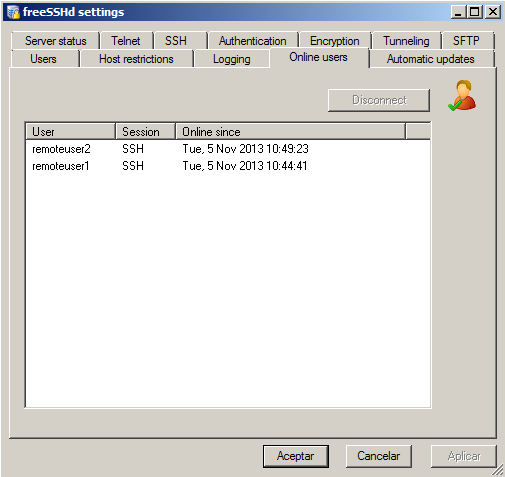 freeSSHd settings
Server status Telnet SSH Authentication Encryption Tunneling SFTP
Users Host restrictions Logging Online users Automatic updates
Disconnect
User Session Online since
remoteuser2 SSH Tue, 5 Nov 2013 10:49:23
remoteuser1 SSH Tue, 5 Nov 2013 10:44:41
Aceptar Cancelar Aplicar